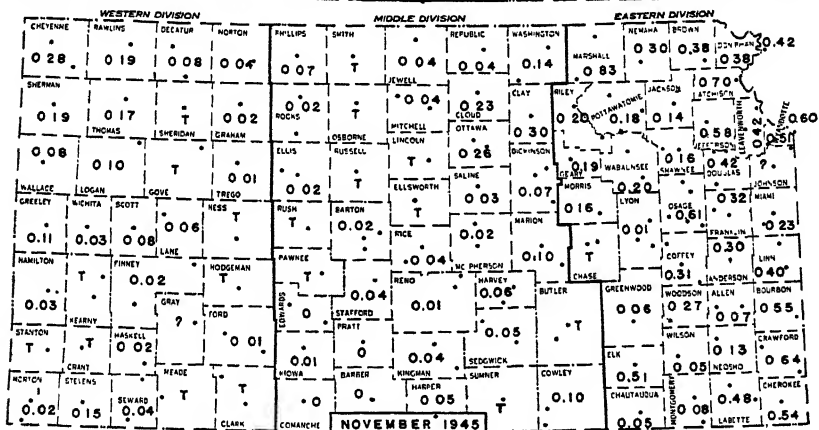 WESTERN DIVISION MIDDLE DIVISION EASTERN DIVISION
CHEYENNE RAWLINS DECATUR NORTON PHILLIPS SMITH REPUBLIC WASHINGTON NEMAHA BROWN DONIPHAN 0.42
0.28 0.19 0.08 0.04 0.07 T JEWELL 0.04 0.04 0.14 MARSHALL 0.83 0.30 0.38 0.38
SHERMAN THOMAS SHERIDAN GRAHAM ROCKS OSBORNE MITCHELL CLOUD CLAY RILEY POTTAWATOMIE JACKSON ATCHISON
0.19 0.17 T 0.02 0.02 T 0.04 0.23 0.30 0.20 0.18 0.14 0.70
OTTAWA JEFFERSON LEAVENWORTH WYANDOTTE
0.26 0.58 0.42 0.60
WALLACE LOGAN GOVE TREGO ELLIS RUSSELL LINCOLN SALINE DICKINSON GEARY WABAUNSEE SHAWNEE DOUGLAS JOHNSON
0.08 0.10 T 0.01 0.02 T T 0.03 0.07 0.19 0.20 0.16 0.42 ?
ELLSWORTH MORRIS
T 0.16
GREELEY WICHITA SCOTT LANE NESS RUSH BARTON RICE MC PHERSON MARION CHASE LYON OSAGE FRANKLIN MIAMI
0.11 0.03 0.08 0.06 T T 0.02 0.04 0.02 0.10 T 0.01 0.61 0.32 0.23
HAMILTON KEARNY FINNEY HODGEMAN PAWNEE STAFFORD RENO HARVEY BUTLER GREENWOOD COFFEY ANDERSON LINN
0.03 T 0.02 T T 0.04 0.01 0.06 T 0.06 0.31 0.30 0.40
STANTON GRANT HASKELL GRAY FORD EDWARDS PRATT KINGMAN SEDGWICK ELK WOODSON ALLEN BOURBON
T T 0.02 ? 0.01 0 0 0.04 0.05 0.51 0.27 0.07 0.55
KIOWA WILSON NEOSHO CRAWFORD
0.01 0.05 0.13 0.64
MORTON STEVENS SEWARD MEADE CLARK COMANCHE BARBER HARPER SUMNER COWLEY CHAUTAUQUA MONTGOMERY LABETTE CHEROKEE
0.02 0.15 0.04 T T 0 0 0.05 T 0.10 0.05 0.08 0.48 0.54
NOVEMBER 1945